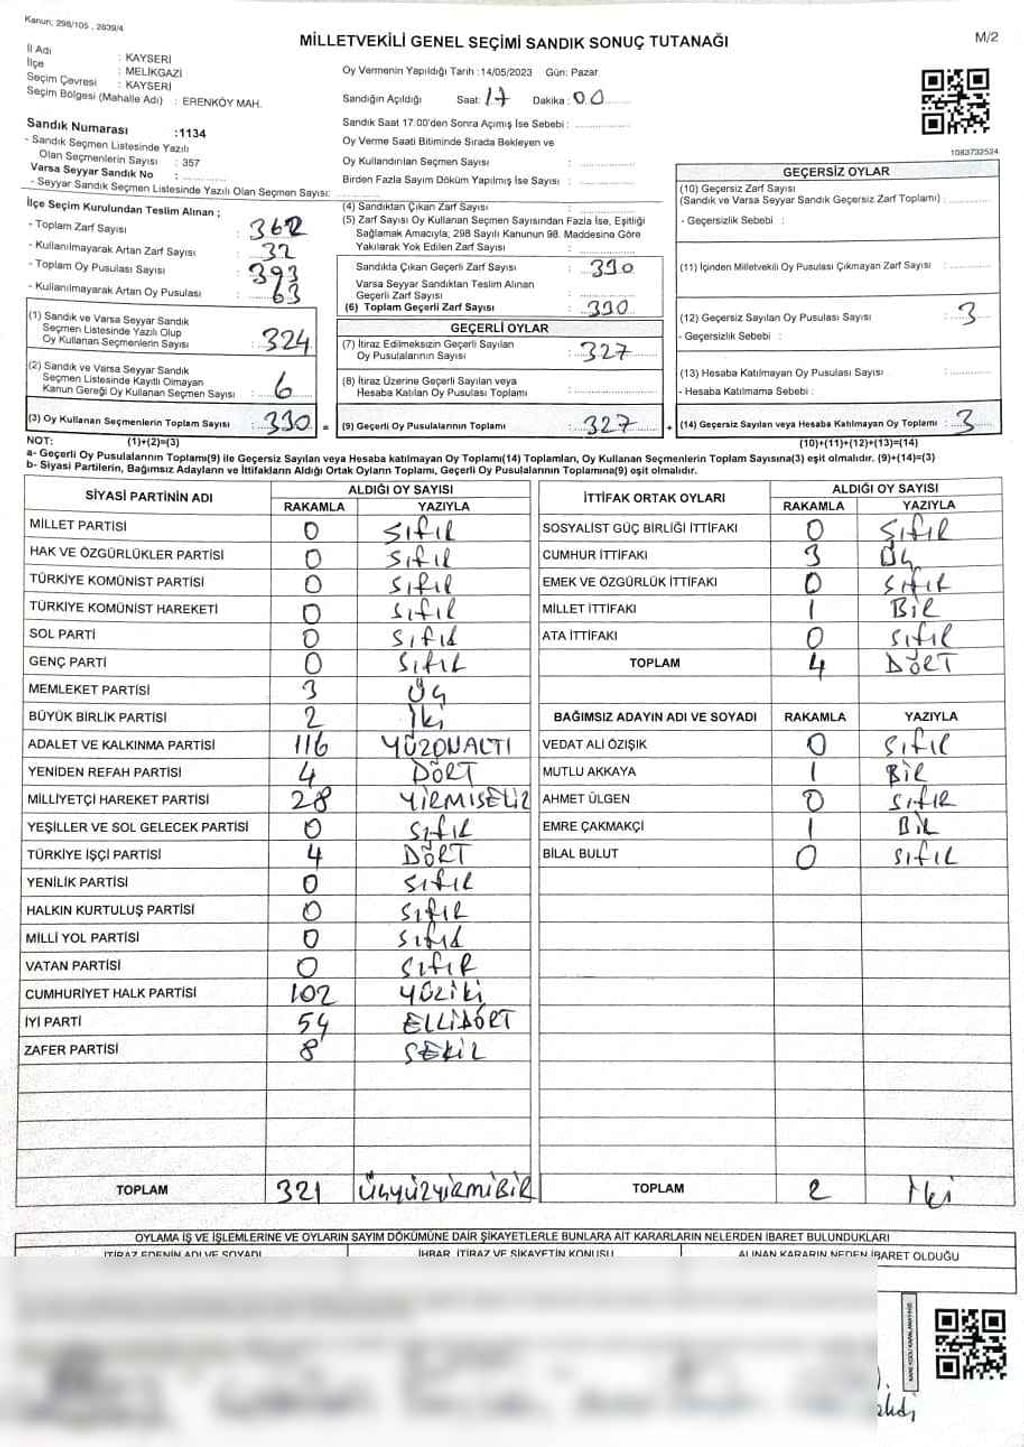 Kanun; 298/105 , 2839/4
MİLLETVEKİLİ GENEL SEÇİMİ SANDIK SONUÇ TUTANAĞI
M/2
İl Adı : KAYSERİ
İlçe : MELİKGAZİ
Seçim Çevresi : KAYSERİ
Seçim Bölgesi (Mahalle Adı) : ERENKÖY MAH.
Oy Vermenin Yapıldığı Tarih :14/05/2023 Gün: Pazar
Sandığın Açıldığı Saat: 17 Dakika : 00
Sandık Saat 17:00'den Sonra Açımış İse Sebebi :
Oy Verme Saati Bitiminde Sırada Bekleyen ve
Oy Kullandırılan Seçmen Sayısı :
Birden Fazla Sayım Döküm Yapılmış İse Sayısı :
1083732534
Sandık Numarası :1134
- Sandık Seçmen Listesinde Yazılı
Olan Seçmenlerin Sayısı : 357
Varsa Seyyar Sandık No :
- Seyyar Sandık Seçmen Listesinde Yazılı Olan Seçmen Sayısı:
İlçe Seçim Kurulundan Teslim Alınan ;
- Toplam Zarf Sayısı : 362
- Kullanılmayarak Artan Zarf Sayısı : 32
- Toplam Oy Pusulası Sayısı : 393
- Kullanılmayarak Artan Oy Pusulası : 63
(1) Sandık ve Varsa Seyyar Sandık
Seçmen Listesinde Yazılı Olup
Oy Kullanan Seçmenlerin Sayısı : 324
(2) Sandık ve Varsa Seyyar Sandık
Seçmen Listesinde Kayıtlı Olmayan
Kanun Gereği Oy Kullanan Seçmen Sayısı : 6
(3) Oy Kullanan Seçmenlerin Toplam Sayısı : 330 =
(4) Sandıktan Çıkan Zarf Sayısı :
(5) Zarf Sayısı Oy Kullanan Seçmen Sayısından Fazla İse, Eşitliği
Sağlamak Amacıyla; 298 Sayılı Kanunun 98. Maddesine Göre
Yakılarak Yok Edilen Zarf Sayısı :
Sandıkta Çıkan Geçerli Zarf Sayısı : 330
Varsa Seyyar Sandıktan Teslim Alınan
Geçerli Zarf Sayısı :
(6) Toplam Geçerli Zarf Sayısı : 330
GEÇERLİ OYLAR
(7) İtiraz Edilmeksizin Geçerli Sayılan
Oy Pusulalarının Sayısı : 327
(8) İtiraz Üzerine Geçerli Sayılan veya
Hesaba Katılan Oy Pusulası Toplamı :
(9) Geçerli Oy Pusulalarının Toplamı : 327 +
GEÇERSİZ OYLAR
(10) Geçersiz Zarf Sayısı
(Sandık ve Varsa Seyyar Sandık Geçersiz Zarf Toplamı) :
- Geçersizlik Sebebi :
(11) İçinden Milletvekili Oy Pusulası Çıkmayan Zarf Sayısı :
(12) Geçersiz Sayılan Oy Pusulası Sayısı : 3
- Geçersizlik Sebebi :
(13) Hesaba Katılmayan Oy Pusulası Sayısı :
- Hesaba Katılmama Sebebi :
(14) Geçersiz Sayılan veya Hesaba Katılmayan Oy Toplamı : 3
NOT: (1)+(2)=(3)
(10)+(11)+(12)+(13)=(14)
a- Geçerli Oy Pusulalarının Toplamı(9) ile Geçersiz Sayılan veya Hesaba katılmayan Oy Toplamı(14) Toplamları, Oy Kullanan Seçmenlerin Toplam Sayısına(3) eşit olmalıdır. (9)+(14)=(3)
b- Siyasi Partilerin, Bağımsız Adayların ve İttifakların Aldığı Ortak Oyların Toplamı, Geçerli Oy Pusulalarının Toplamına(9) eşit olmalıdır.
SİYASİ PARTİNİN ADI ALDIĞI OY SAYISI
RAKAMLA YAZIYLA
MİLLET PARTİSİ 0 Sıfır
HAK VE ÖZGÜRLÜKLER PARTİSİ 0 Sıfır
TÜRKİYE KOMÜNİST PARTİSİ 0 Sıfır
TÜRKİYE KOMÜNİST HAREKETİ 0 Sıfır
SOL PARTİ 0 Sıfır
GENÇ PARTİ 0 Sıfır
MEMLEKET PARTİSİ 3 Üç
BÜYÜK BİRLİK PARTİSİ 2 İki
ADALET VE KALKINMA PARTİSİ 116 YÜZONALTI
YENİDEN REFAH PARTİSİ 4 DÖRT
MİLLİYETÇİ HAREKET PARTİSİ 28 YİRMİSEKİZ
YEŞİLLER VE SOL GELECEK PARTİSİ 0 Sıfır
TÜRKİYE İŞÇİ PARTİSİ 4 DÖRT
YENİLİK PARTİSİ 0 Sıfır
HALKIN KURTULUŞ PARTİSİ 0 Sıfır
MİLLİ YOL PARTİSİ 0 Sıfır
VATAN PARTİSİ 0 Sıfır
CUMHURİYET HALK PARTİSİ 102 YÜZİKİ
İYİ PARTİ 54 ELLİDÖRT
ZAFER PARTİSİ 8 SEKİZ
TOPLAM 321 ÜÇYÜZYİRMİBİR
İTTİFAK ORTAK OYLARI ALDIĞI OY SAYISI
RAKAMLA YAZIYLA
SOSYALİST GÜÇ BİRLİĞİ İTTİFAKI 0 Sıfır
CUMHUR İTTİFAKI 3 Üç
EMEK VE ÖZGÜRLÜK İTTİFAKI 0 Sıfır
MİLLET İTTİFAKI 1 BİR
ATA İTTİFAKI 0 Sıfır
TOPLAM 4 DÖRT
BAĞIMSIZ ADAYIN ADI VE SOYADI RAKAMLA YAZIYLA
VEDAT ALİ ÖZIŞIK 0 Sıfır
MUTLU AKKAYA 1 BİR
AHMET ÜLGEN 0 Sıfır
EMRE ÇAKMAKÇİ 1 BİR
BİLAL BULUT 0 Sıfır
TOPLAM 2 İki
OYLAMA İŞ VE İŞLEMLERİNE VE OYLARIN SAYIM DÖKÜMÜNE DAİR ŞİKAYETLERLE BUNLARA AİT KARARLARIN NELERDEN İBARET BULUNDUKLARI
İTİRAZ EDENİN ADI VE SOYADI İHBAR, İTİRAZ VE ŞİKAYETİN KONUSU ALINAN KARARIN NEDEN İBARET OLDUĞU